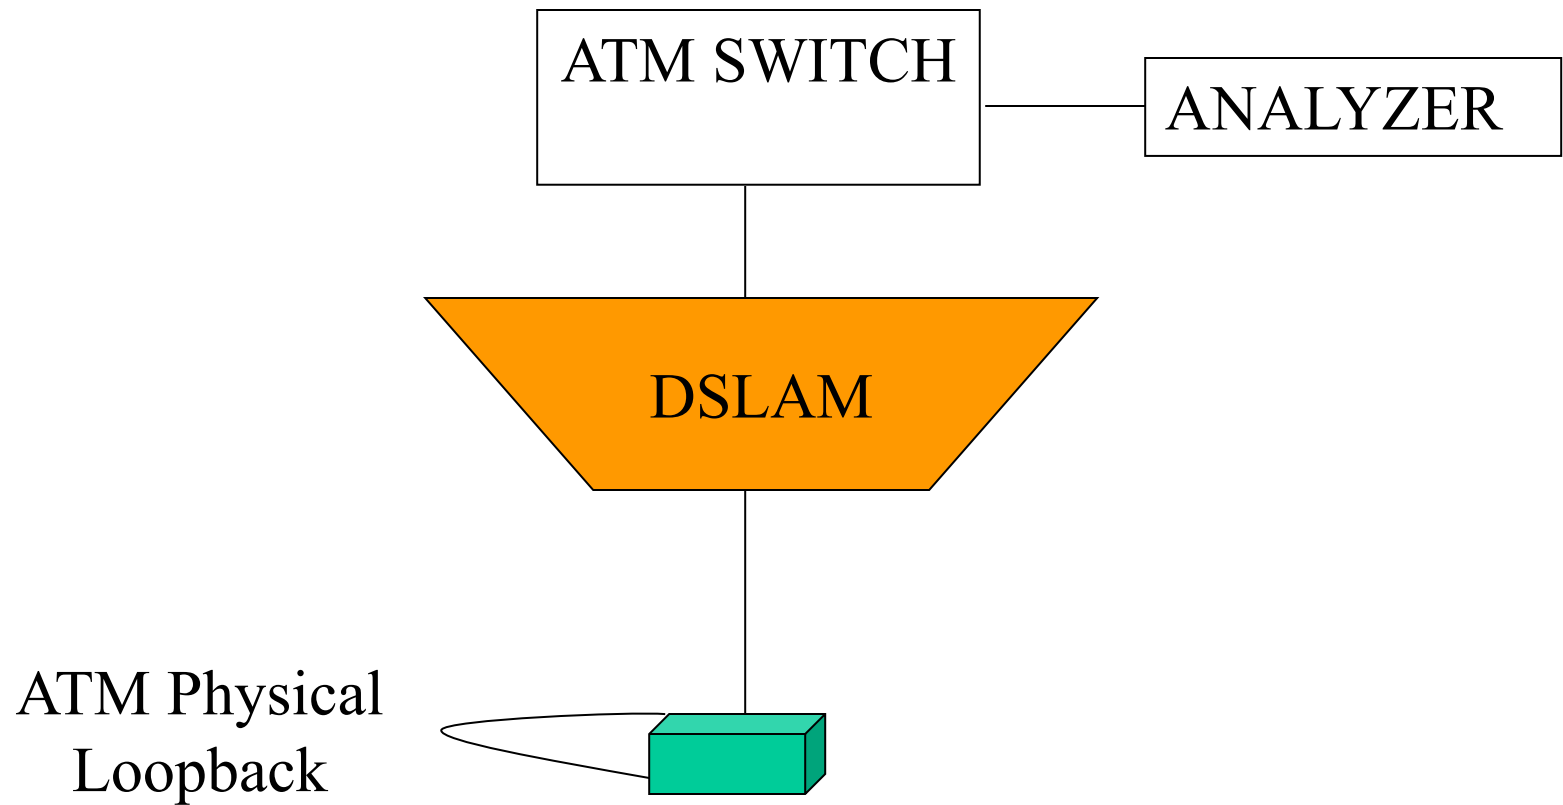 ATM SWITCH
ANALYZER
DSLAM
ATM Physical
Loopback